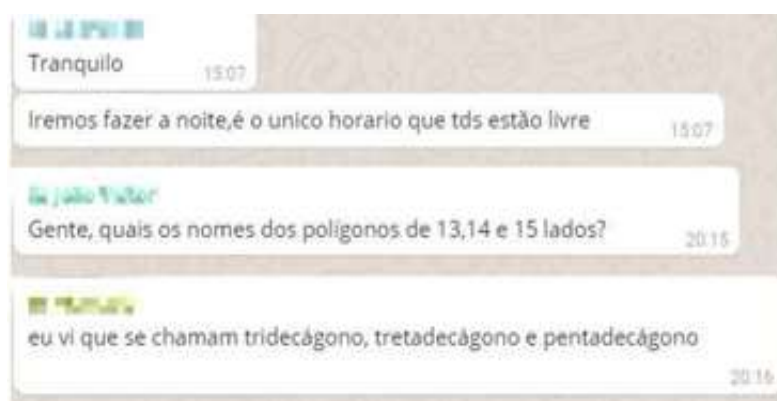 Tranquilo 15:07
Iremos fazer a noite,é o unico horario que tds estão livre 15:07
Gente, quais os nomes dos polígonos de 13,14 e 15 lados? 20:15
eu vi que se chamam tridecágono, tretadecágono e pentadecágono
20:16